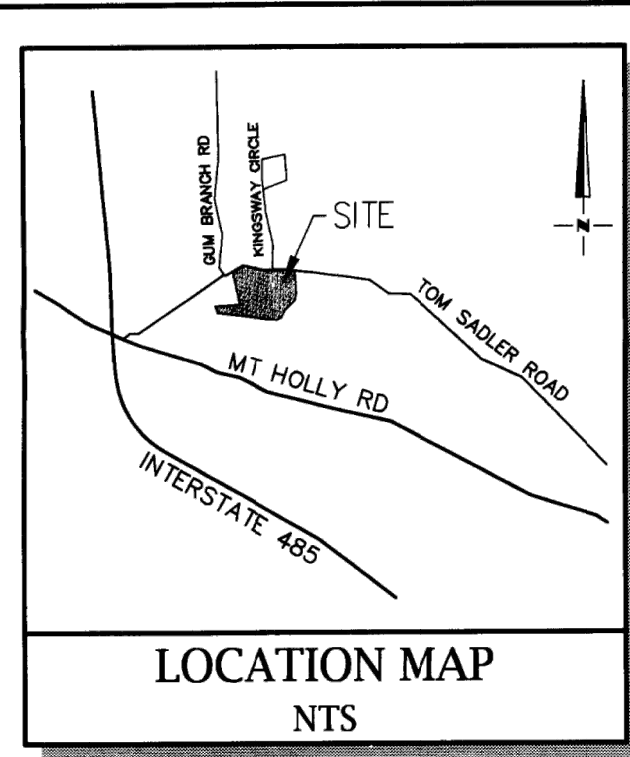 GUM BRANCH RD
KINGSWAY CIRCLE
SITE
N
TOM SADLER ROAD
MT HOLLY RD
INTERSTATE 485
LOCATION MAP
NTS